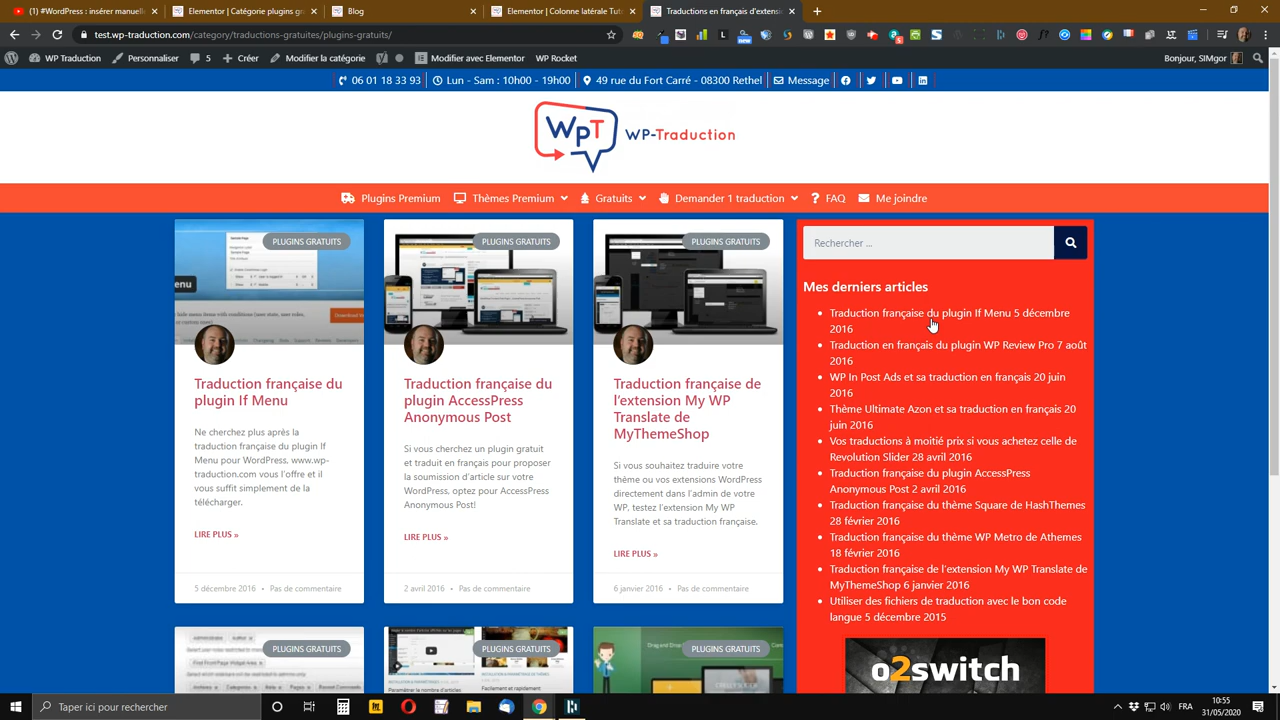 (1) #WordPress : insérer manuelle
Elementor | Blog
Elementor | Catégorie Latérale Tuto
Elementor | Blog
Traductions d'extens
test.wp-traduction.com/category/traductions-gratuites/plugins-gratuits/
WP Traduction
Personnaliser
5
Créer
Modifier la catégorie
Modifier avec Elementor
WP Rocket
Bonjour, SIMgor
06 01 18 33 93
Lun - Sam : 10h00 - 19h00
49 rue du Fort Carré - 08300 Rethel
Message
WpT WP-Traduction
Plugins Premium
Thèmes Premium
Gratuits
Demander 1 traduction
FAQ
Me joindre
PLUGINS GRATUITS
Traduction française du
plugin If Menu
Ne cherchez plus après la
traduction française du plugin If
Menu pour WordPress, www.wp-
traduction.com vous l'offre et il
vous suffit simplement de la
télécharger.
LIRE PLUS »
5 décembre 2016 • Pas de commentaire
PLUGINS GRATUITS
Traduction française du
plugin AccessPress
Anonymous Post
Si vous cherchez un plugin gratuit
et traduit en français pour proposer
la soumission d'article sur votre
WordPress, optez pour AccessPress
Anonymous Post!
LIRE PLUS »
2 avril 2016 • Pas de commentaire
PLUGINS GRATUITS
Traduction française de
l'extension My WP
Translate de
MyThemeShop
Si vous souhaitez traduire votre
thème ou vos extensions WordPress
directement dans l'admin de votre
WP, testez l'extension My WP
Translate et sa traduction française.
LIRE PLUS »
6 janvier 2016 • Pas de commentaire
Rechercher ...
Mes derniers articles
Traduction française du plugin If Menu 5 décembre
2016
Traduction en français du plugin WP Review Pro 7 août
2016
WP In Post Ads et sa traduction en français 20 juin
2016
Thème Ultimate Azon et sa traduction en français 20
juin 2016
Vos traductions à moitié prix si vous achetez celle de
Revolution Slider 28 avril 2016
Traduction française du plugin AccessPress
Anonymous Post 2 avril 2016
Traduction française du thème Square de HashThemes
28 février 2016
Traduction française du thème WP Metro de Athemes
18 février 2016
Traduction française de l'extension My WP Translate de
MyThemeShop 6 janvier 2016
Utiliser des fichiers de traduction avec le bon code
langue 5 décembre 2015
o2switch
PLUGINS GRATUITS
PLUGINS GRATUITS
PLUGINS GRATUITS
Taper ici pour rechercher
FRA
10:55
31/05/2020